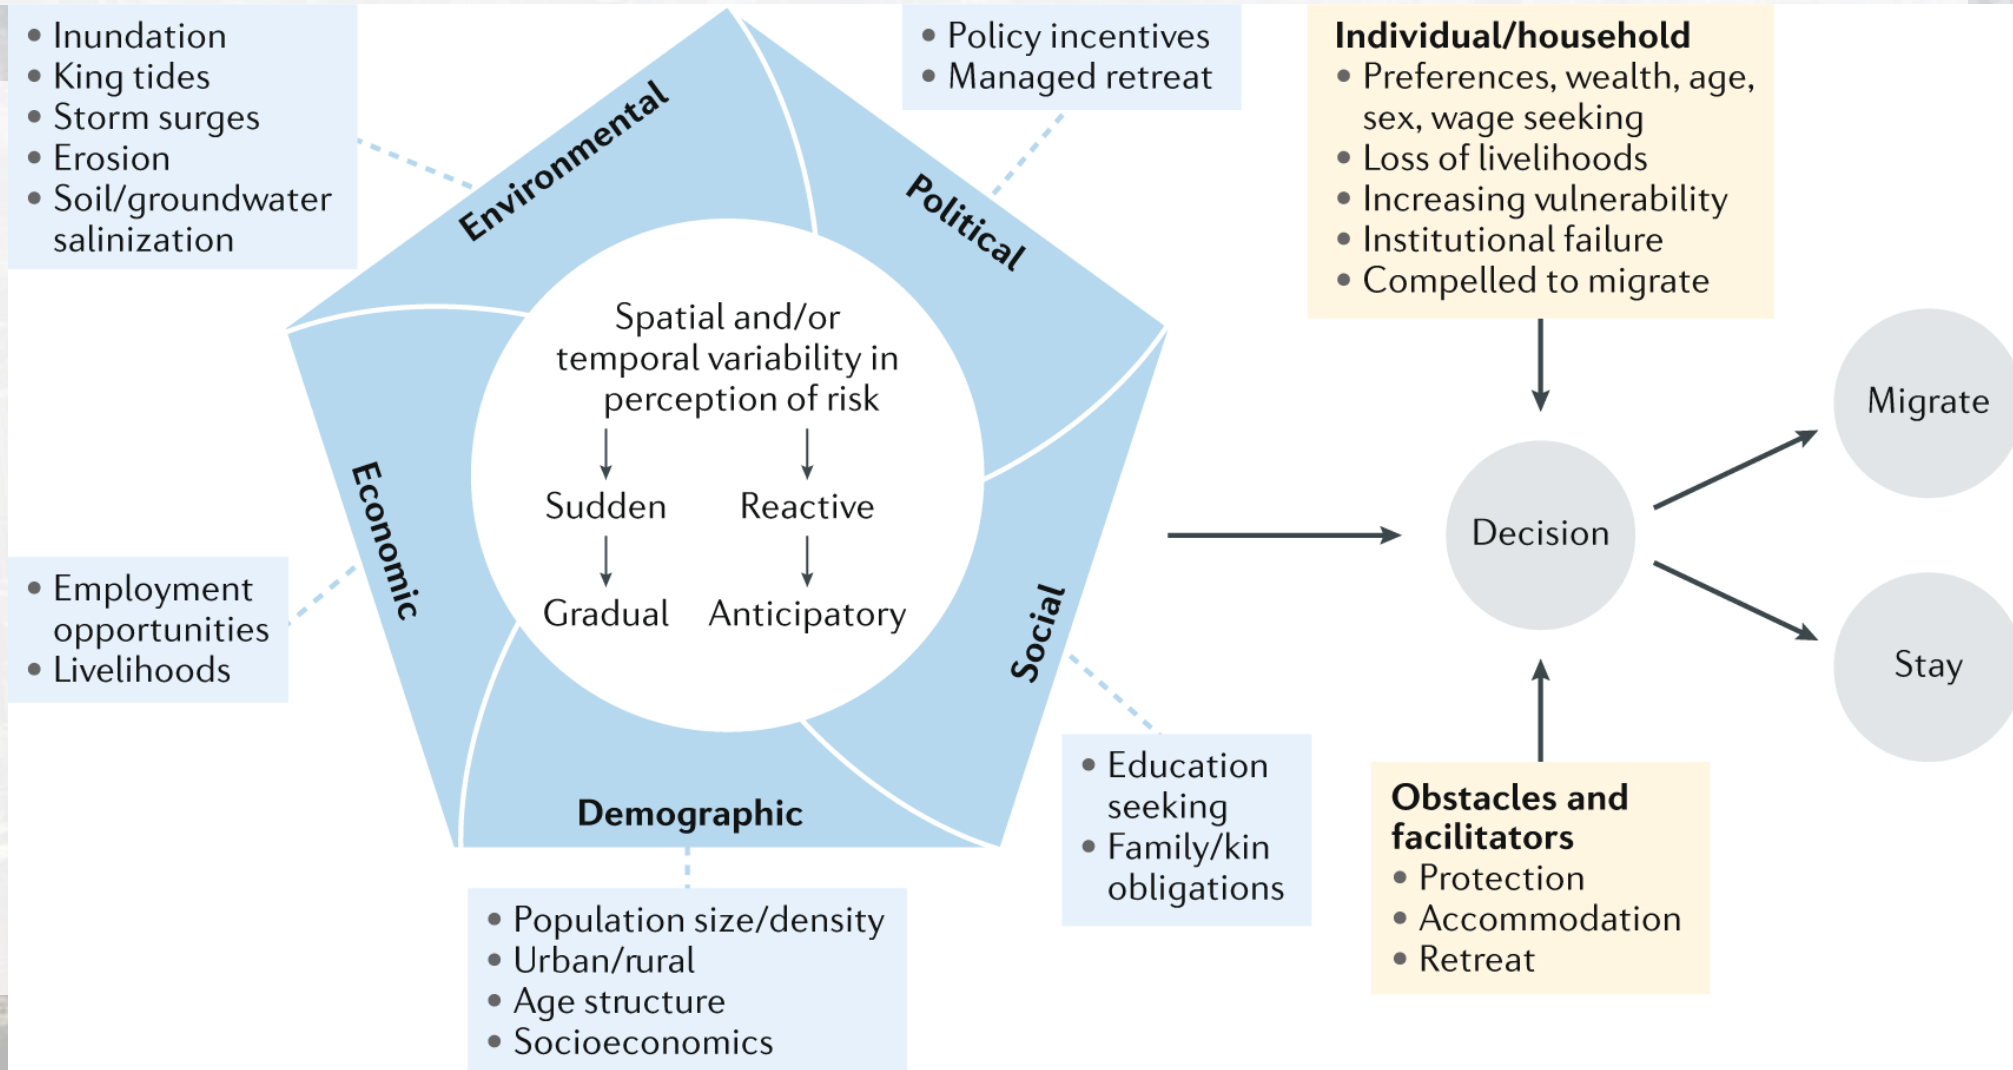 • Inundation
• King tides
• Storm surges
• Erosion
• Soil/groundwater
salinization
Environmental
• Policy incentives
• Managed retreat
Political
Individual/household
• Preferences, wealth, age,
sex, wage seeking
• Loss of livelihoods
• Increasing vulnerability
• Institutional failure
• Compelled to migrate
Spatial and/or
temporal variability in
perception of risk
Sudden
Reactive
Gradual
Anticipatory
Economic
• Employment
opportunities
• Livelihoods
Social
• Education
seeking
• Family/kin
obligations
Demographic
• Population size/density
• Urban/rural
• Age structure
• Socioeconomics
Decision
Migrate
Stay
Obstacles and
facilitators
• Protection
• Accommodation
• Retreat